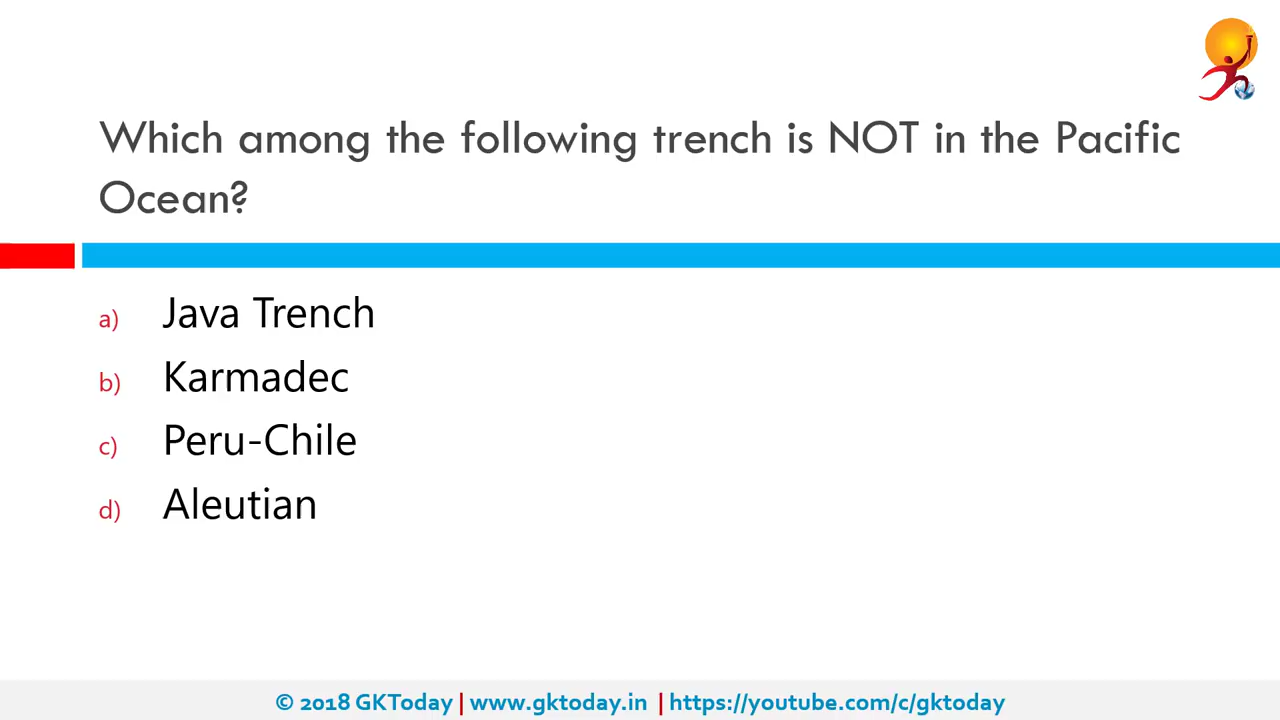 Which among the following trench is NOT in the Pacific
Ocean?
a) Java Trench
b) Karmadec
c) Peru-Chile
d) Aleutian
© 2018 GKToday | www.gktoday.in | https://youtube.com/c/gktoday